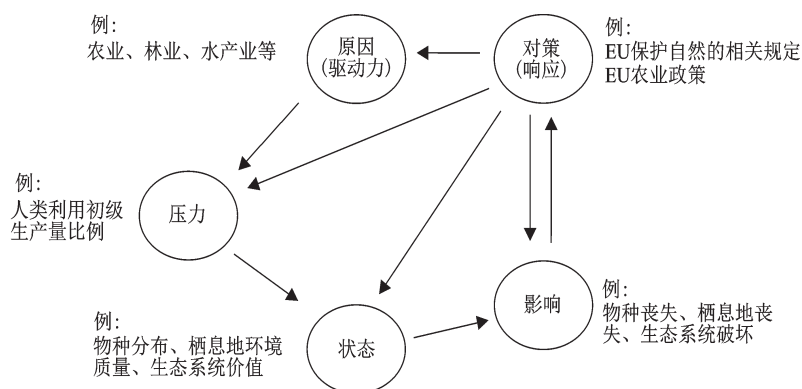 例：
农业、林业、水产业等
原因
(驱动力)
对策
(响应)
例：
EU保护自然的相关规定
EU农业政策
例：
人类利用初级
生产量比例
压力
例：
物种分布、栖息地环境
质量、生态系统价值
状态
影响
例：
物种丧失、栖息地丧
失、生态系统破坏